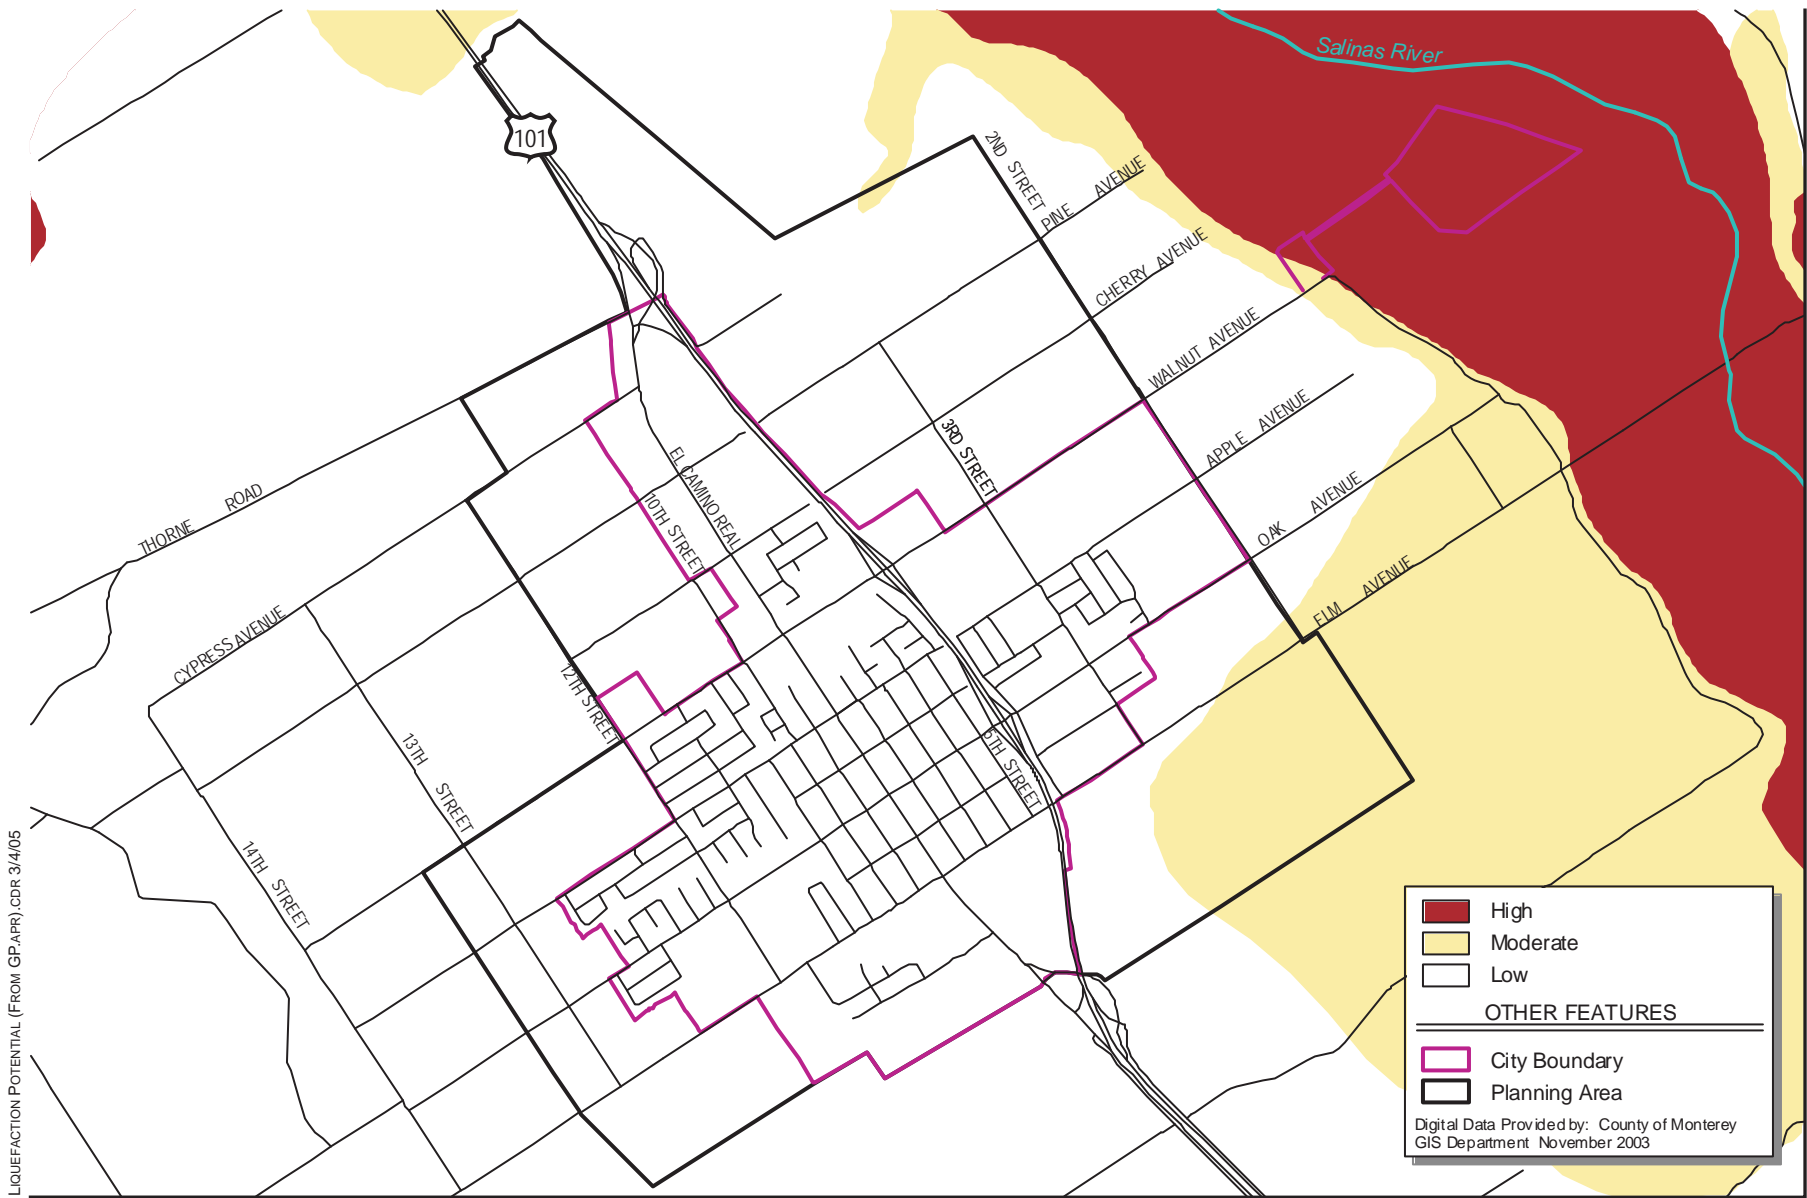 Salinas River
101
2ND STREET
PINE AVENUE
CHERRY AVENUE
WALNUT AVENUE
APPLE AVENUE
OAK AVENUE
ELM AVENUE
3RD STREET
EL CAMINO REAL
10TH STREET
THORNE ROAD
CYPRESS AVENUE
12TH STREET
13TH STREET
14TH STREET
5TH STREET
High
Moderate
Low
OTHER FEATURES
City Boundary
Planning Area
Digital Data Provided by: County of Monterey
GIS Department November 2003
LIQUEFACTION POTENTIAL (FROM GP.APR).CDR 3/4/05